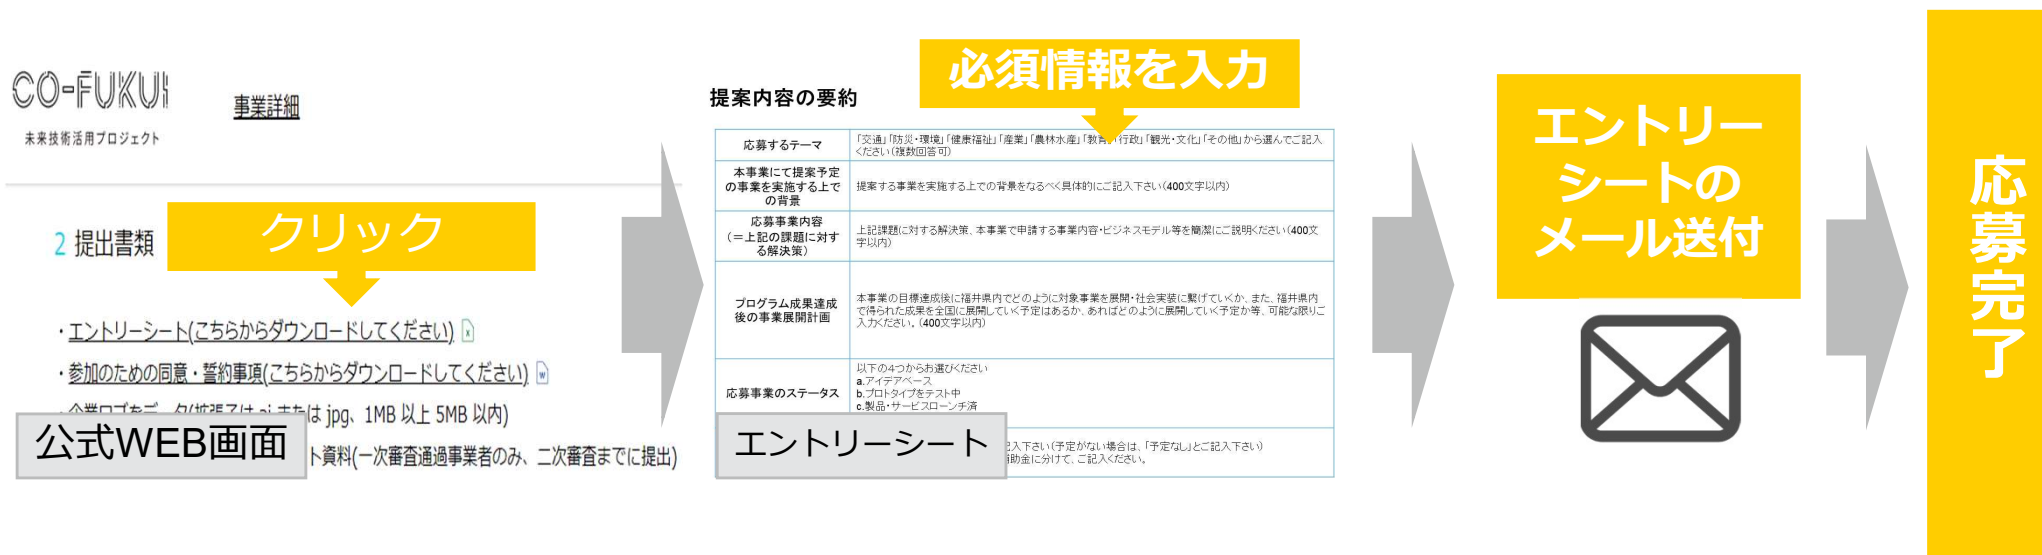 CO-FUKUI
未来技術活用プロジェクト
事業詳細
2 提出書類
クリック
・エントリーシート(こちらからダウンロードしてください)
・参加のための同意・誓約事項(こちらからダウンロードしてください)
jpg、1MB 以上 5MB 以内)
ト資料(一次審査通過事業者のみ、二次審査までに提出)
公式WEB画面
必須情報を入力
提案内容の要約
応募するテーマ
「交通」「防災・環境」「健康福祉」「産業」「農林水産」「教育」「行政」「観光・文化」「その他」から選んでご記入
ください(複数回答可)
本事業にて提案予定
の事業を実施する上で
の背景
提案する事業を実施する上での背景をなるべく具体的にご記入下さい(400文字以内)
応募事業内容
(＝上記の課題に対す
る解決策)
上記課題に対する解決策、本事業で申請する事業内容・ビジネスモデル等を簡潔にご説明ください(400文
字以内)
プログラム成果達成
後の事業展開計画
本事業の目標達成後に福井県内でどのように対象事業を展開・社会実装に繋げていくか、また、福井県内
で得られた成果を全国に展開していく予定はあるか、あればどのように展開していく予定か等、可能な限りご
入力ください。(400文字以内)
応募事業のステータス
以下の4つからお選びください
a.アイデアベース
b.プロトタイプをテスト中
c.製品・サービスローンチ済
記入下さい(予定がない場合は、「予定なし」とご記入下さい)
助金に分けて、ご記入ください。
エントリーシート
エントリー
シートの
メール送付
応募完了